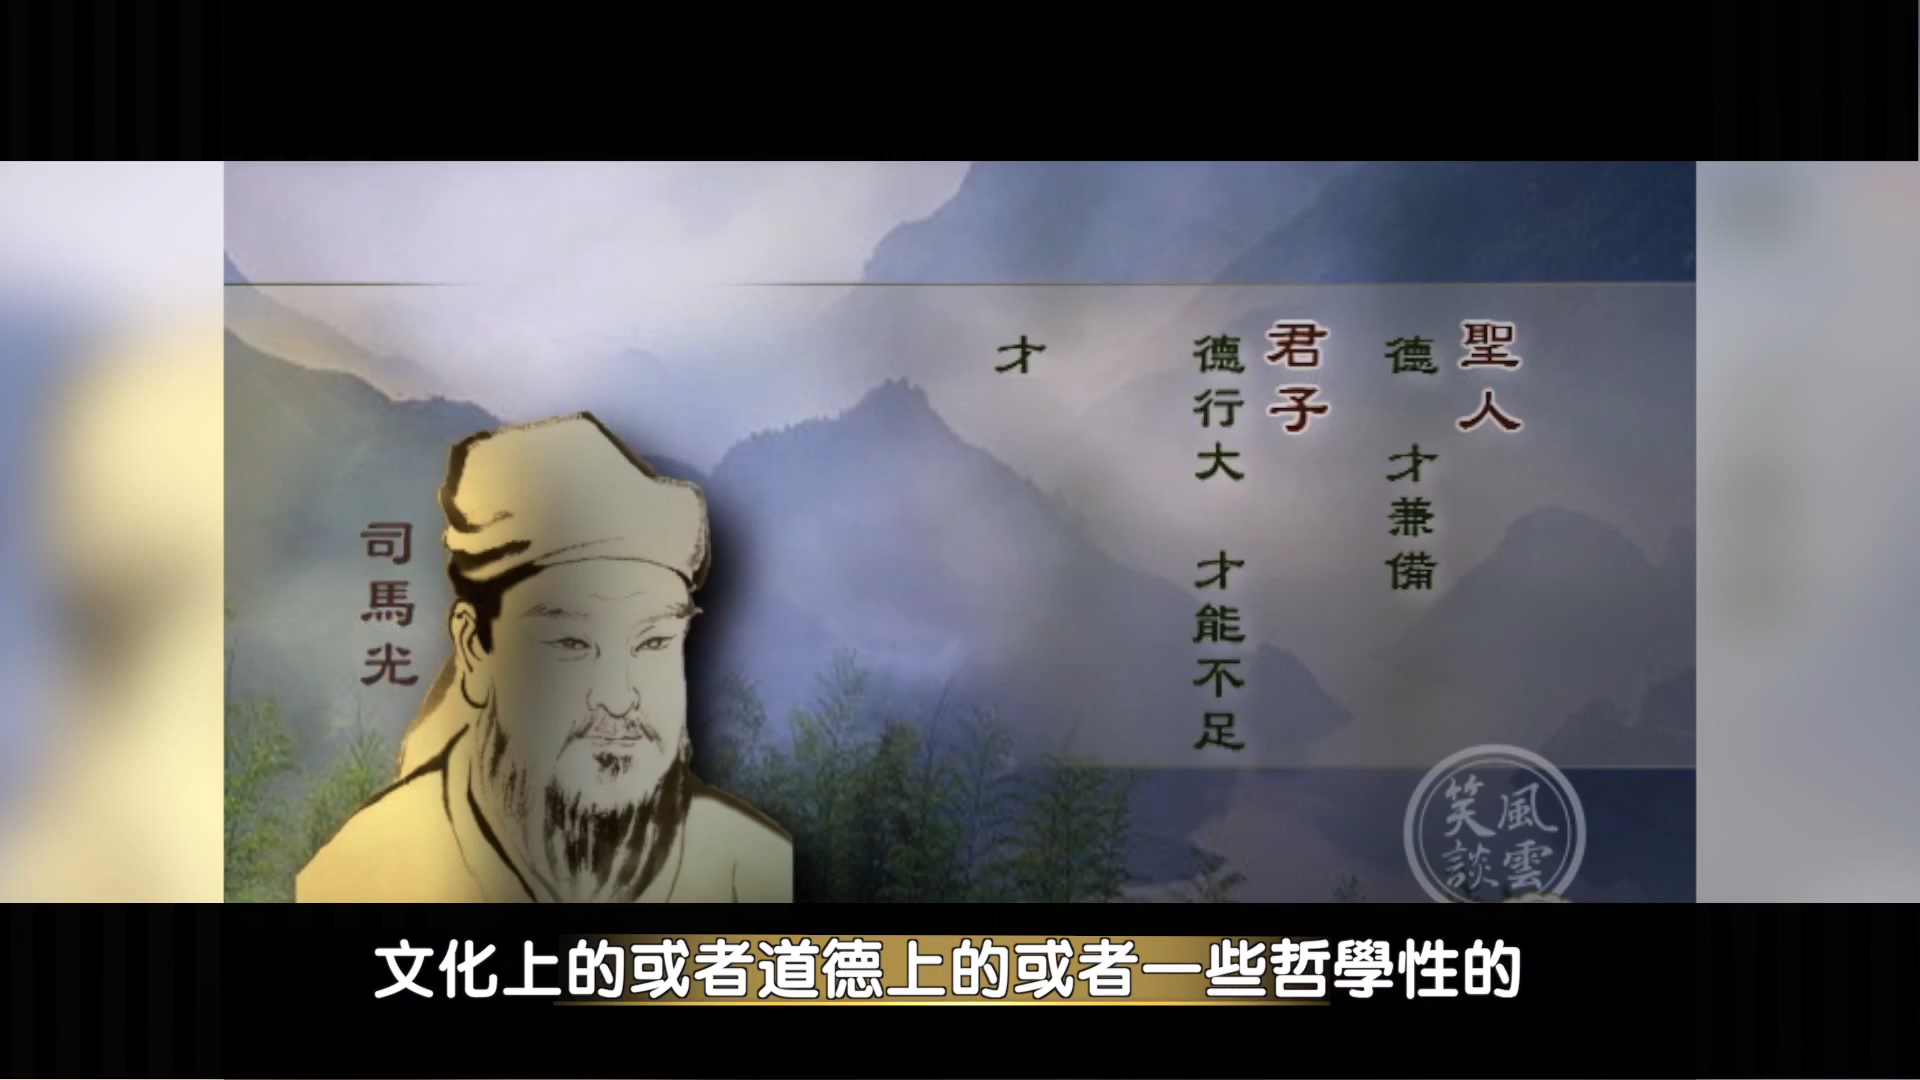 聖人
德 才兼備
君子
德行大 才能不足
才
司馬光
風雲
笑談
文化上的或者道德上的或者一些哲學性的